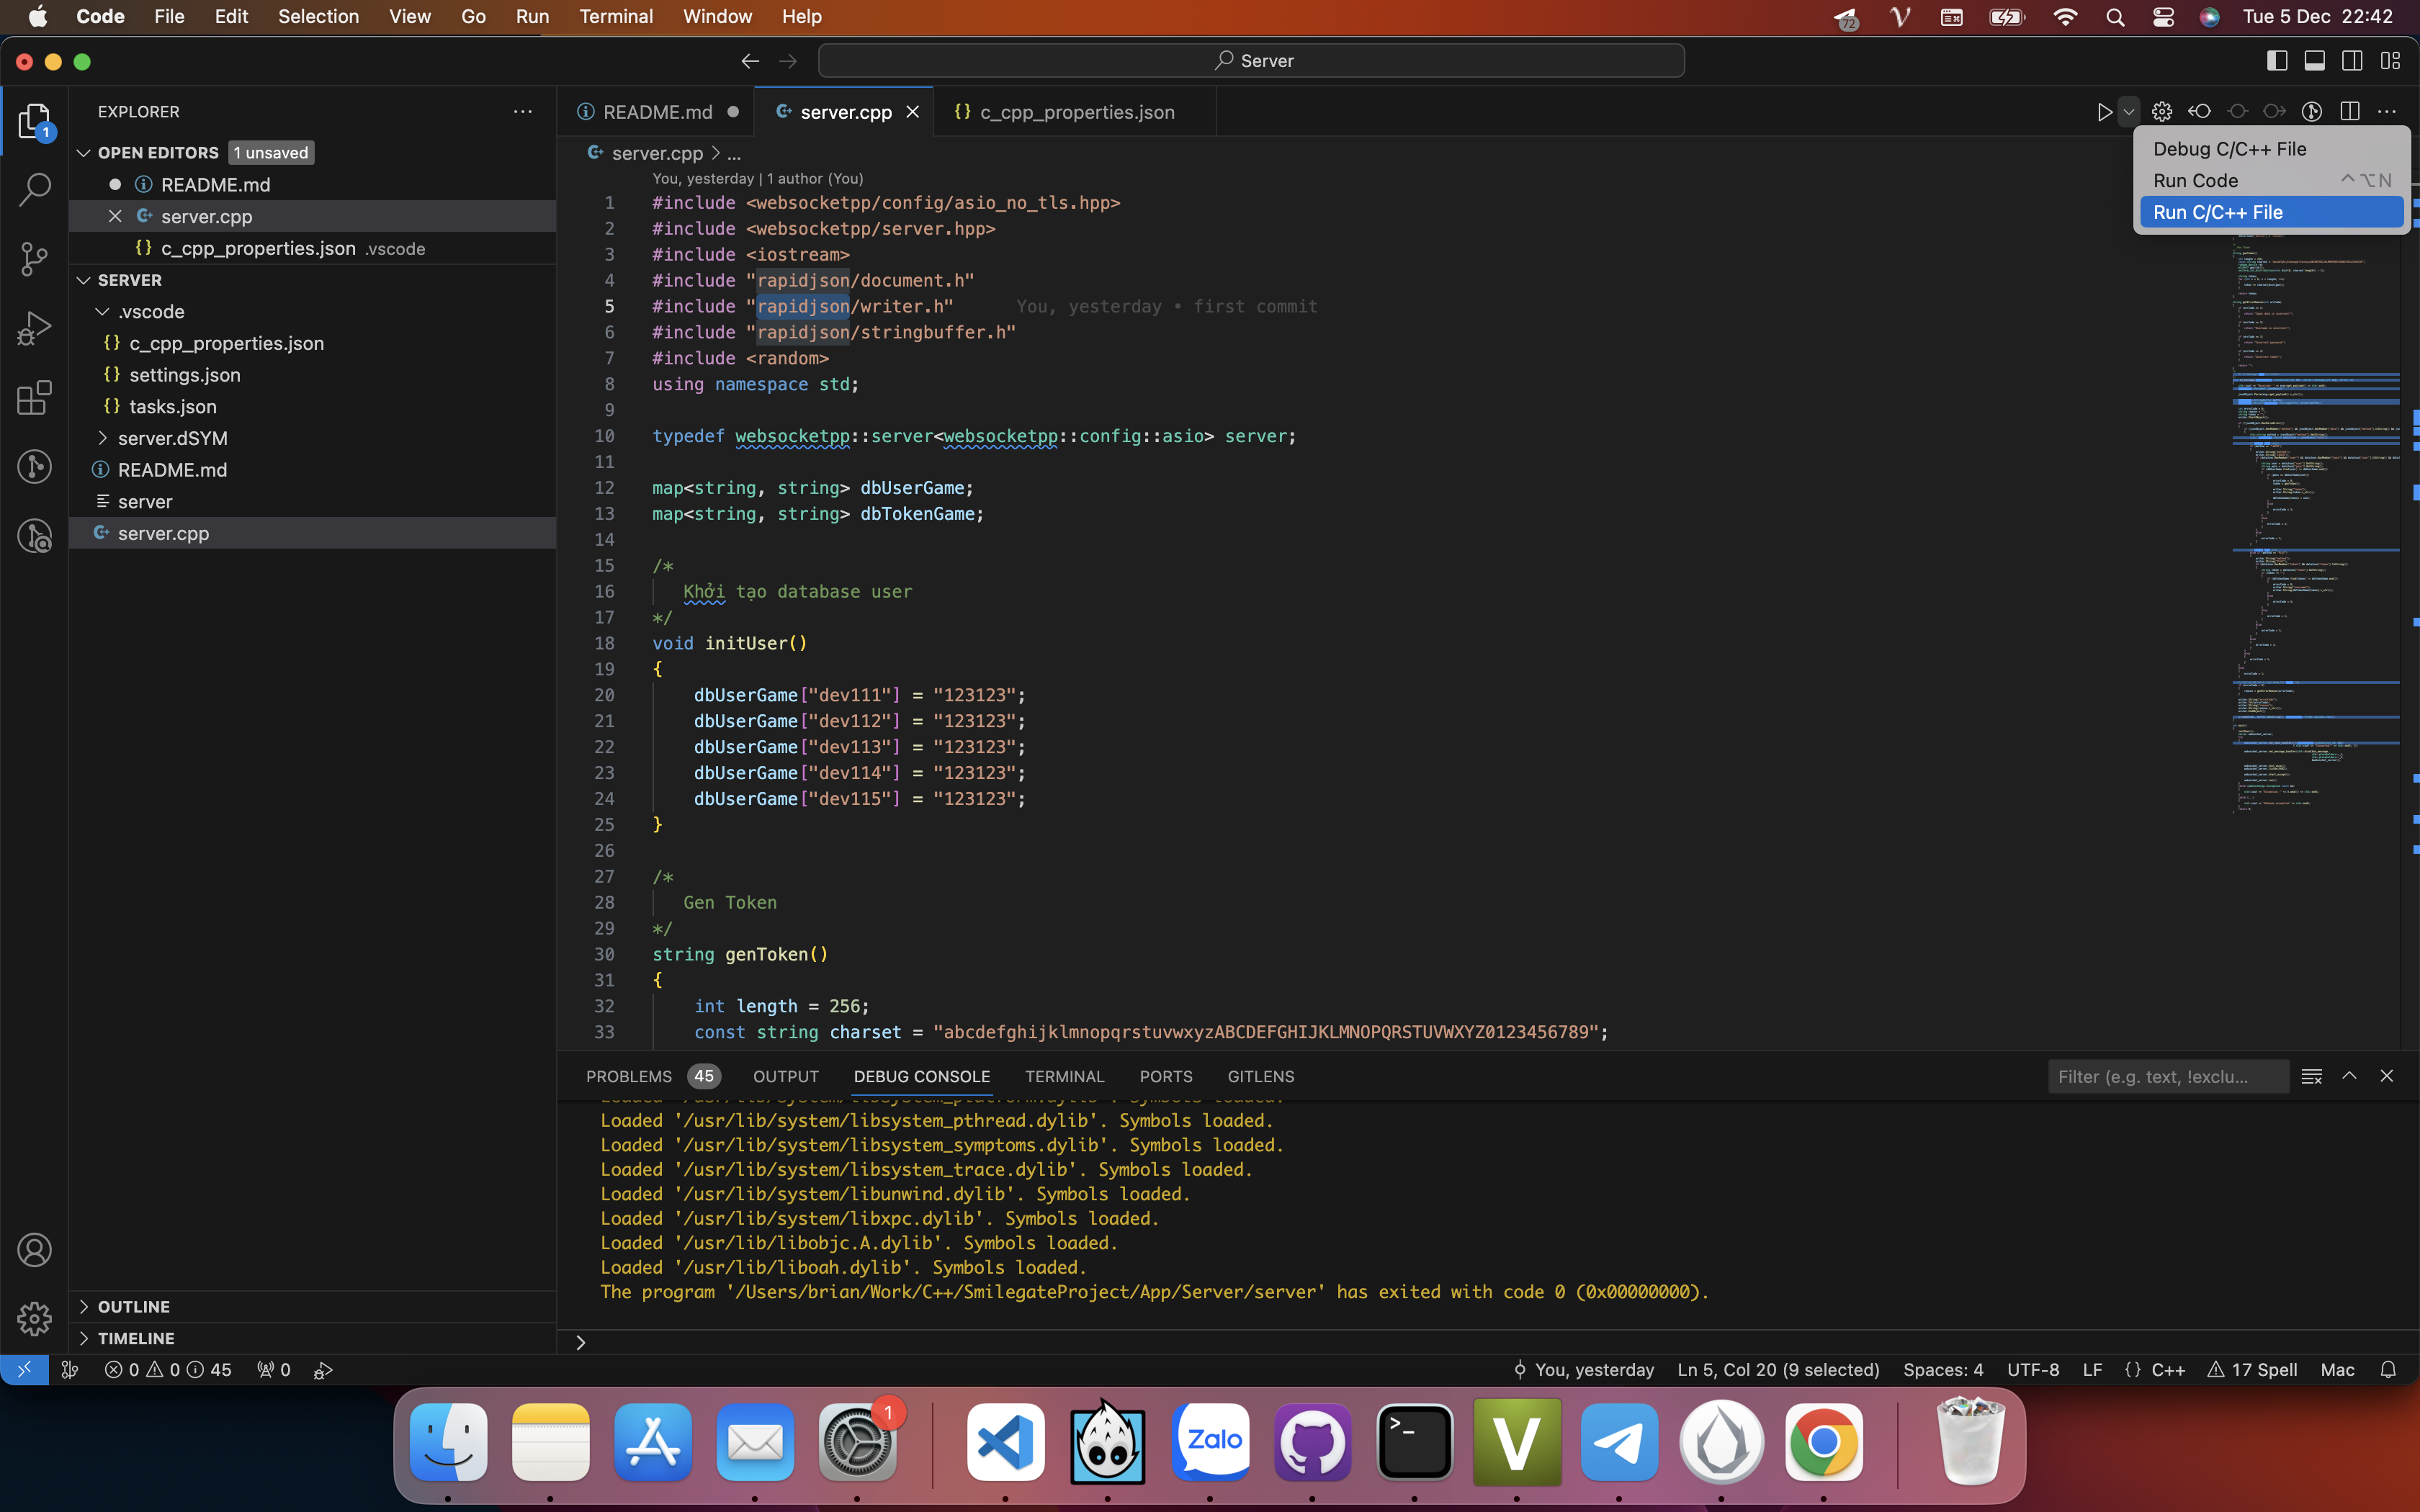 Code File Edit Selection View Go Run Terminal Window Help
72
Tue 5 Dec 22:42
Server
EXPLORER
1
OPEN EDITORS 1 unsaved
README.md
server.cpp
c_cpp_properties.json .vscode
SERVER
.vscode
c_cpp_properties.json
settings.json
tasks.json
server.dSYM
README.md
server
server.cpp
OUTLINE
TIMELINE
README.md server.cpp c_cpp_properties.json
server.cpp > ...
Debug C/C++ File
Run Code ^⌥N
Run C/C++ File
You, yesterday | 1 author (You)
1 #include <websocketpp/config/asio_no_tls.hpp>
2 #include <websocketpp/server.hpp>
3 #include <iostream>
4 #include "rapidjson/document.h"
5 #include "rapidjson/writer.h" You, yesterday • first commit
6 #include "rapidjson/stringbuffer.h"
7 #include <random>
8 using namespace std;
9
10 typedef websocketpp::server<websocketpp::config::asio> server;
11
12 map<string, string> dbUserGame;
13 map<string, string> dbTokenGame;
14
15 /*
16 Khởi tạo database user
17 */
18 void initUser()
19 {
20 dbUserGame["dev111"] = "123123";
21 dbUserGame["dev112"] = "123123";
22 dbUserGame["dev113"] = "123123";
23 dbUserGame["dev114"] = "123123";
24 dbUserGame["dev115"] = "123123";
25 }
26
27 /*
28 Gen Token
29 */
30 string genToken()
31 {
32 int length = 256;
33 const string charset = "abcdefghijklmnopqrstuvwxyzABCDEFGHIJKLMNOPQRSTUVWXYZ0123456789";
PROBLEMS 45 OUTPUT DEBUG CONSOLE TERMINAL PORTS GITLENS
Filter (e.g. text, !exclu...
Loaded '/usr/lib/system/libsystem_platform.dylib'. Symbols loaded.
Loaded '/usr/lib/system/libsystem_pthread.dylib'. Symbols loaded.
Loaded '/usr/lib/system/libsystem_symptoms.dylib'. Symbols loaded.
Loaded '/usr/lib/system/libsystem_trace.dylib'. Symbols loaded.
Loaded '/usr/lib/system/libunwind.dylib'. Symbols loaded.
Loaded '/usr/lib/system/libxpc.dylib'. Symbols loaded.
Loaded '/usr/lib/libobjc.A.dylib'. Symbols loaded.
Loaded '/usr/lib/liboah.dylib'. Symbols loaded.
The program '/Users/brian/Work/C++/SmilegateProject/App/Server/server' has exited with code 0 (0x00000000).
>
0 0 45 0
You, yesterday Ln 5, Col 20 (9 selected) Spaces: 4 UTF-8 LF {} C++ 17 Spell Mac
1
Zalo
>_
V